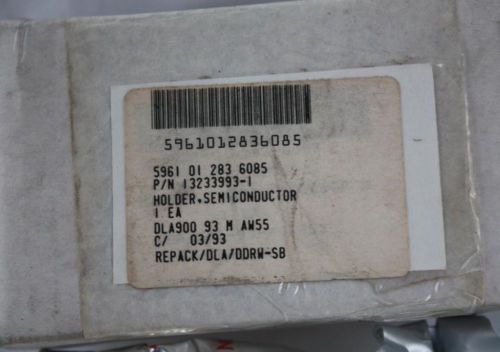 5961012836085
5961 01 283 6085
P/N 13233993-1
HOLDER,SEMICONDUCTOR
1 EA
DLA900 93 M AW55
C/ 03/93
REPACK/DLA/DDRW-SB